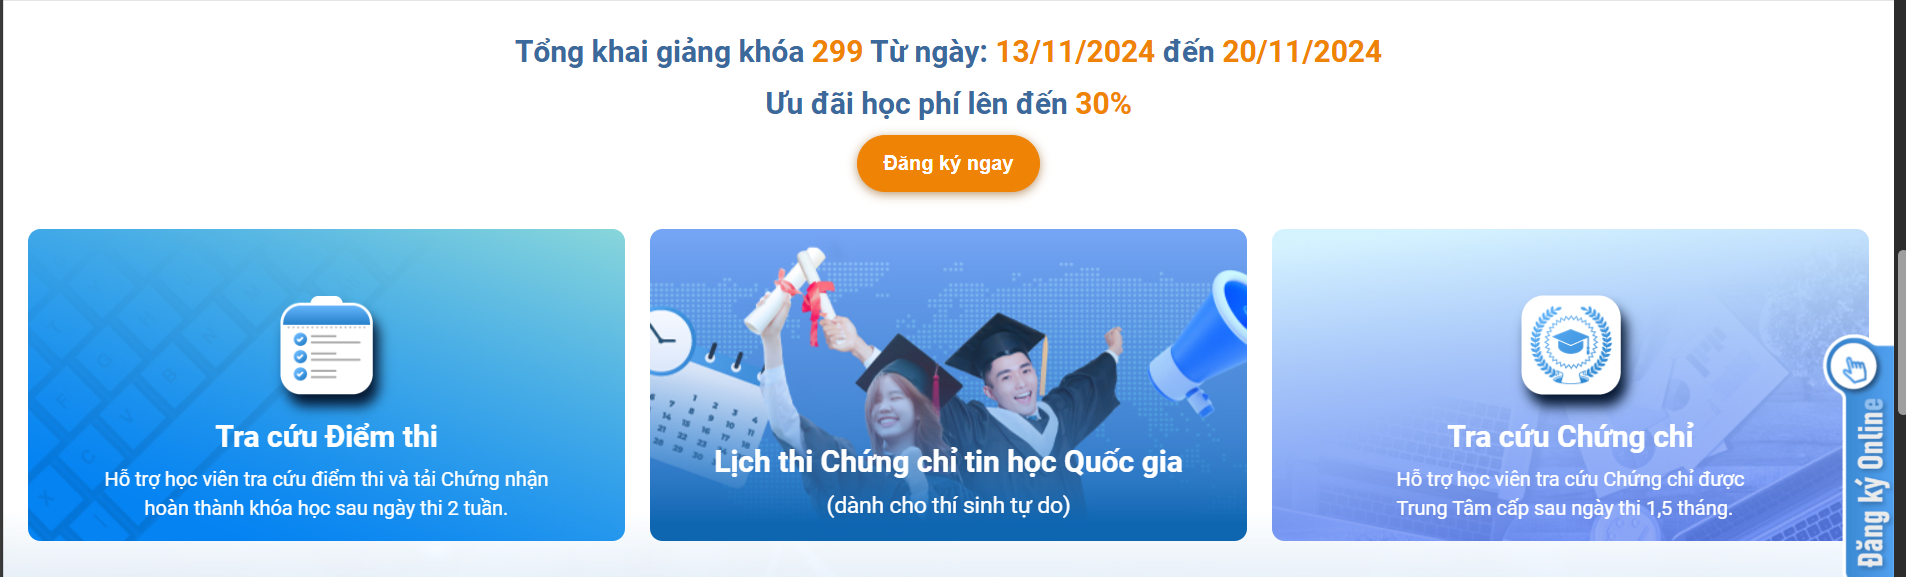 Tổng khai giảng khóa 299 Từ ngày: 13/11/2024 đến 20/11/2024
Ưu đãi học phí lên đến 30%
Đăng ký ngay
Tra cứu Điểm thi
Hỗ trợ học viên tra cứu điểm thi và tải Chứng nhận
hoàn thành khóa học sau ngày thi 2 tuần.
Lịch thi Chứng chỉ tin học Quốc gia
(dành cho thí sinh tự do)
Tra cứu Chứng chỉ
Hỗ trợ học viên tra cứu Chứng chỉ được
Trung Tâm cấp sau ngày thi 1,5 tháng.
Đăng ký Online